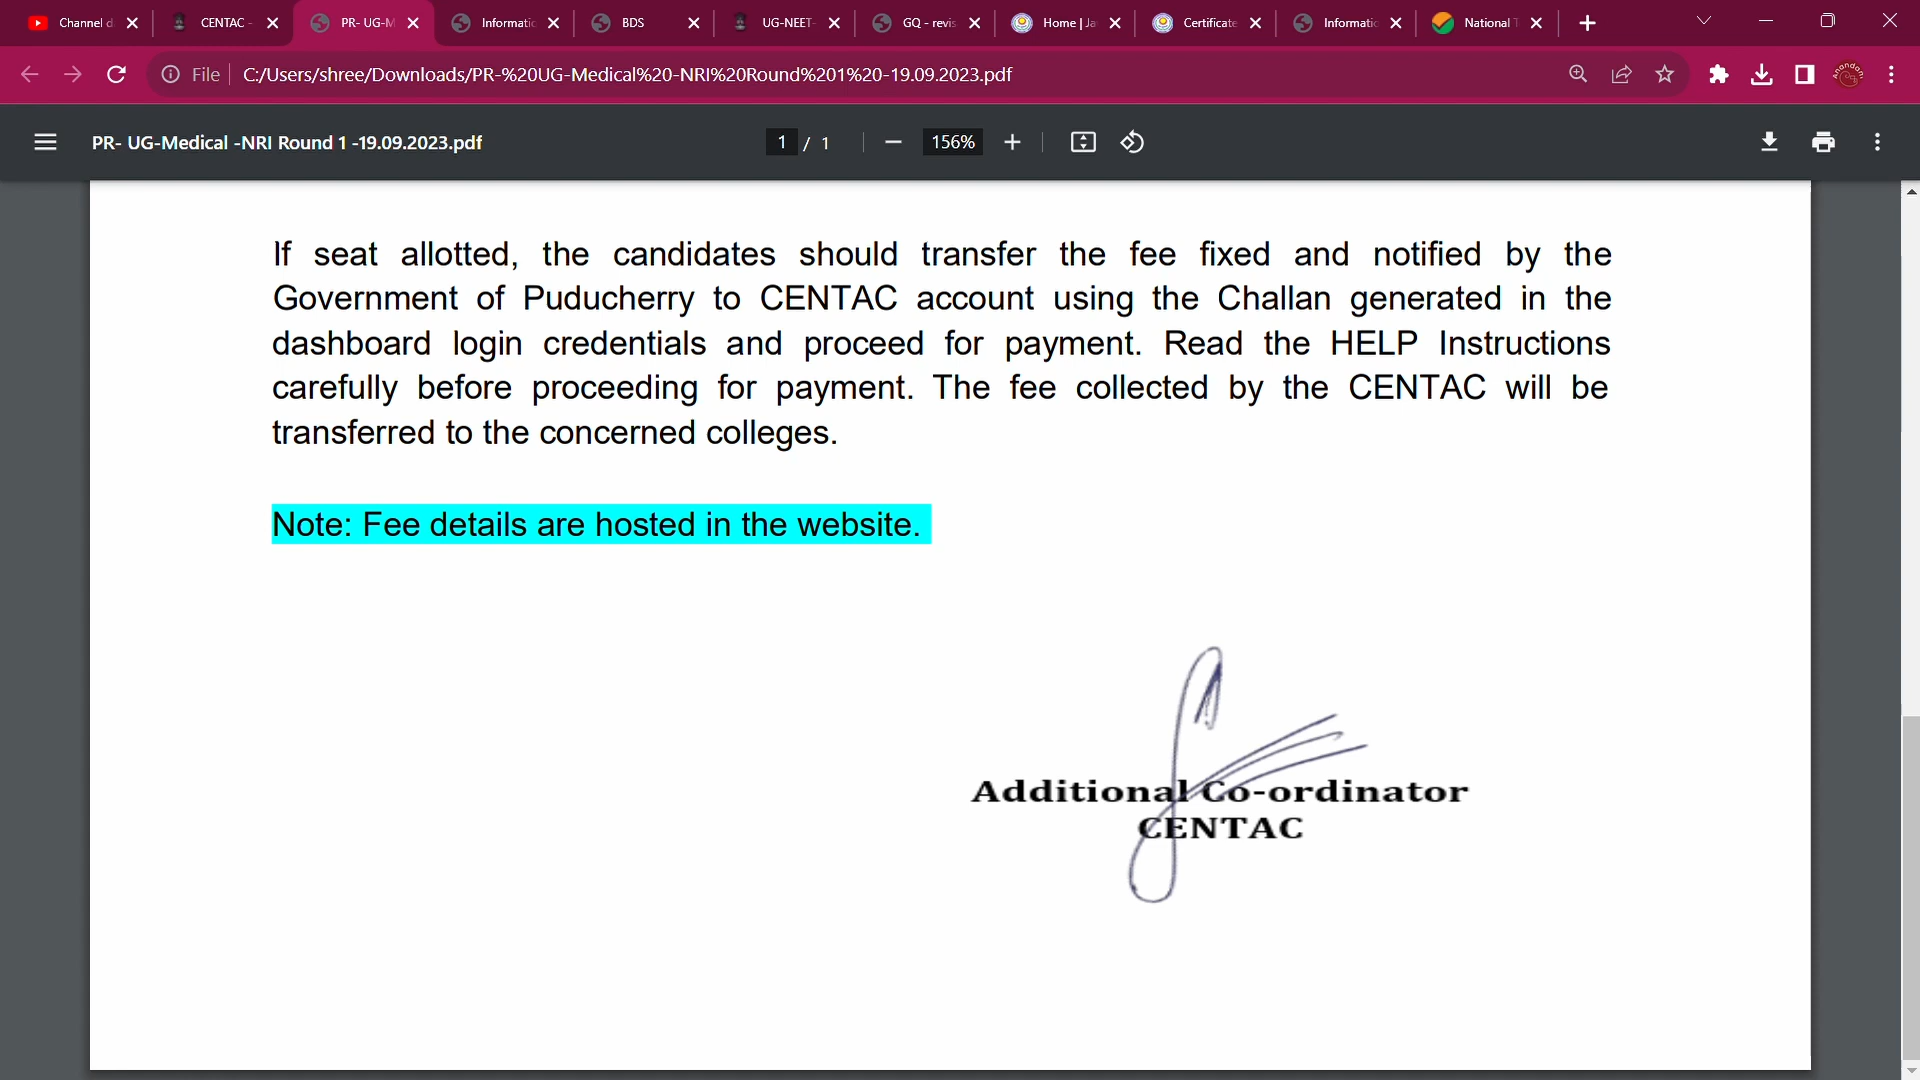 Channel d
CENTAC -
PR- UG-M
Informatio
BDS
UG-NEET-
GQ - revis
Home | Ja
Certificate
Informatio
National T
File
C:/Users/shree/Downloads/PR-%20UG-Medical%20-NRI%20Round%201%20-19.09.2023.pdf
PR- UG-Medical -NRI Round 1 -19.09.2023.pdf
1 / 1
156%
If seat allotted, the candidates should transfer the fee fixed and notified by the
Government of Puducherry to CENTAC account using the Challan generated in the
dashboard login credentials and proceed for payment. Read the HELP Instructions
carefully before proceeding for payment. The fee collected by the CENTAC will be
transferred to the concerned colleges.
Note: Fee details are hosted in the website.
Additional Co-ordinator
CENTAC